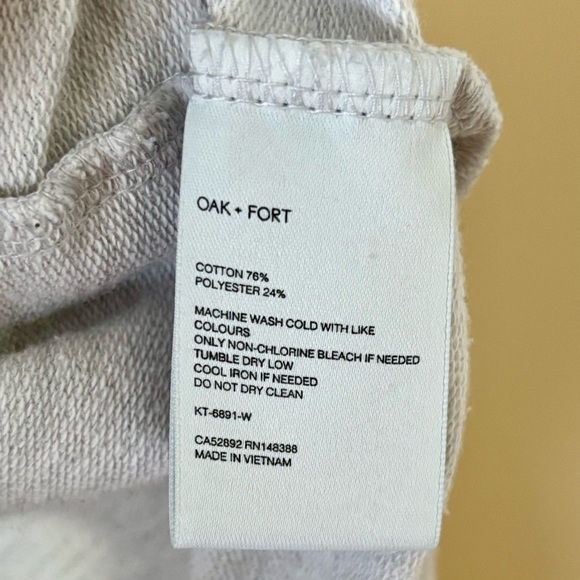 OAK + FORT
COTTON 76%
POLYESTER 24%
MACHINE WASH COLD WITH LIKE
COLOURS
ONLY NON-CHLORINE BLEACH IF NEEDED
TUMBLE DRY LOW
COOL IRON IF NEEDED
DO NOT DRY CLEAN
KT-6891-W
CA52892 RN148388
MADE IN VIETNAM